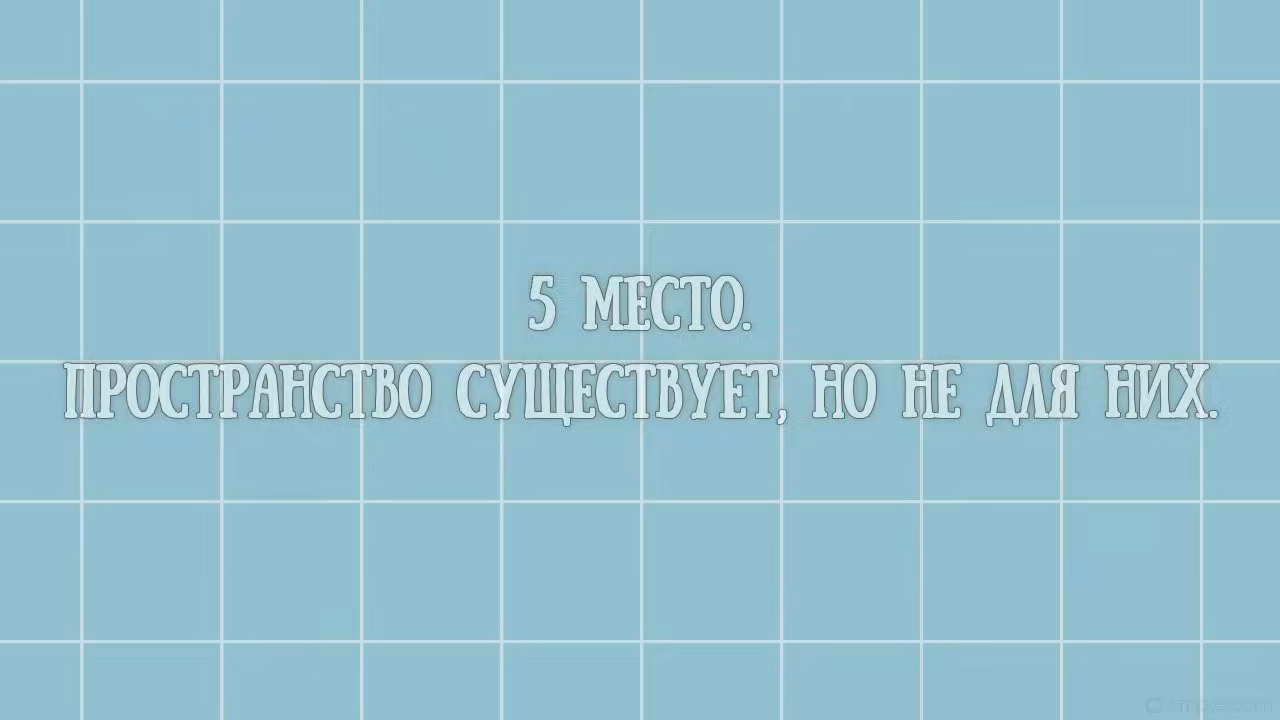 5 МЕСТО.
ПРОСТРАНСТВО СУЩЕСТВУЕТ, НО НЕ ДЛЯ НИХ.